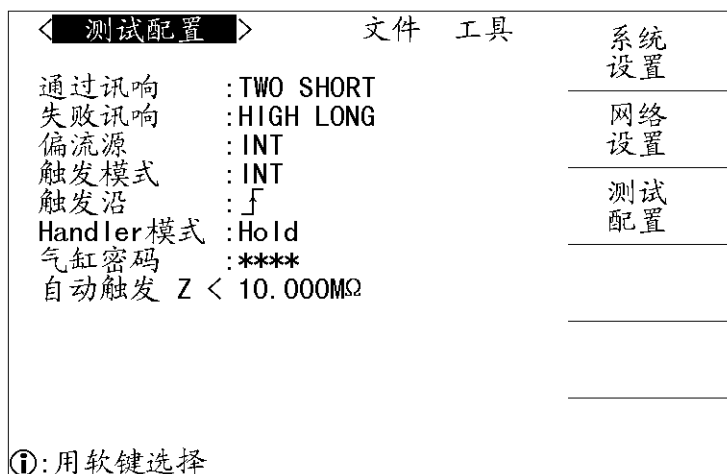 < 测试配置 > 文件 工具
通过讯响 :TWO SHORT
失败讯响 :HIGH LONG
偏流源 :INT
触发模式 :INT
触发沿 :
Handler模式 :Hold
气缸密码 :****
自动触发 Z < 10.000MΩ
系统
设置
网络
设置
测试
配置
ⓘ:用软键选择